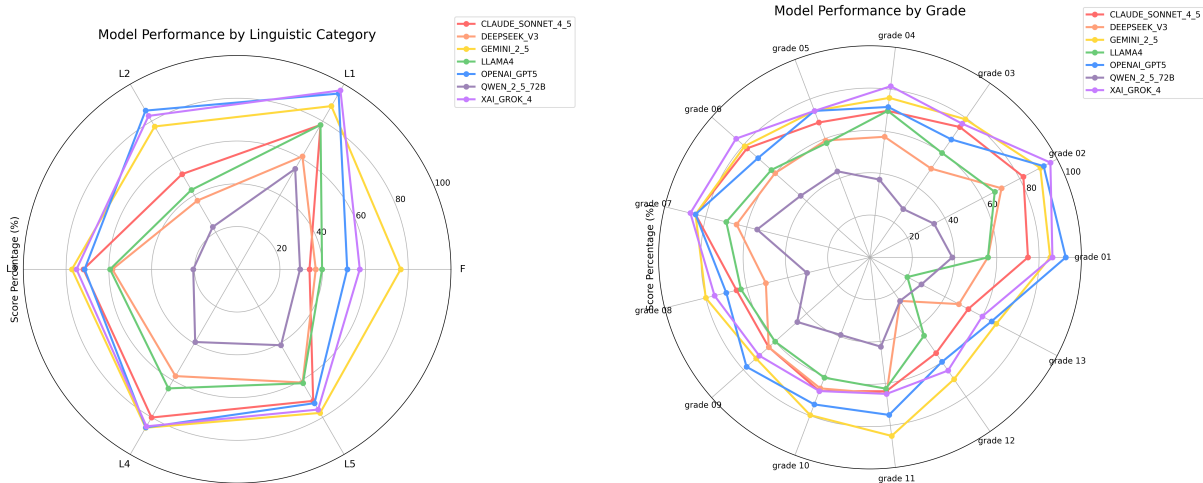 Model Performance by Linguistic Category
CLAUDE_SONNET_4_5
DEEPSEEK_V3
GEMINI_2_5
LLAMA4
OPENAI_GPT5
QWEN_2_5_72B
XAI_GROK_4
L2
L1
100
80
60
40
20
F
Score Percentage (%)
L4
L5
Model Performance by Grade
CLAUDE_SONNET_4_5
DEEPSEEK_V3
GEMINI_2_5
LLAMA4
OPENAI_GPT5
QWEN_2_5_72B
XAI_GROK_4
grade 04
grade 05
grade 03
grade 06
grade 02
100
80
60
40
20
grade 07
Score Percentage (%)
grade 01
grade 08
grade 13
grade 09
grade 12
grade 10
grade 11